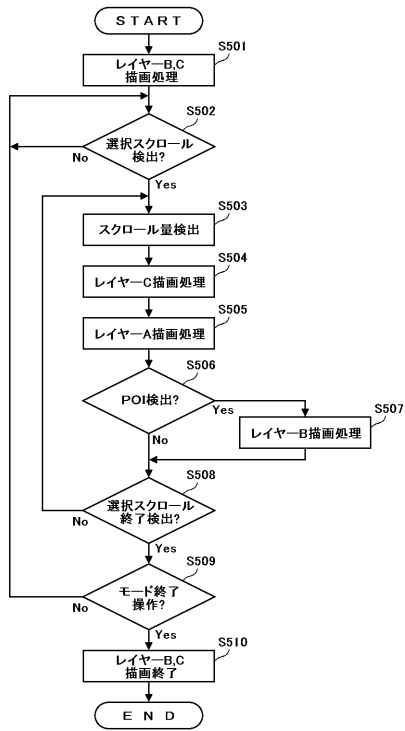 START
S501
レイヤーB,C
描画処理
S502
選択スクロール
検出?
No
Yes
S503
スクロール量検出
S504
レイヤーC描画処理
S505
レイヤーA描画処理
S506
POI検出?
Yes
No
S507
レイヤーB描画処理
S508
選択スクロール
終了検出?
No
Yes
S509
モード終了
操作?
No
Yes
S510
レイヤーB,C
描画終了
END